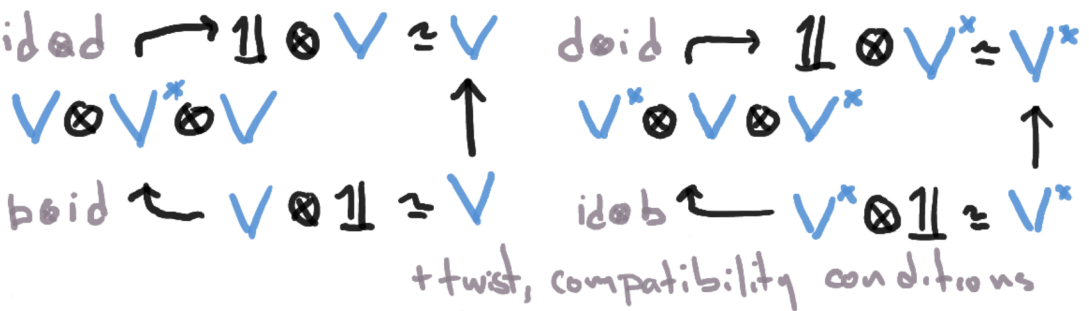 id⊗d → 𝟙 ⊗ V ≃ V
V ⊗ V* ⊗ V ↑
b⊗id ← V ⊗ 𝟙 ≃ V
d⊗id → 𝟙 ⊗ V* ≃ V*
V* ⊗ V ⊗ V* ↑
id⊗b ← V* ⊗ 𝟙 ≃ V*
+twist, compatibility conditions